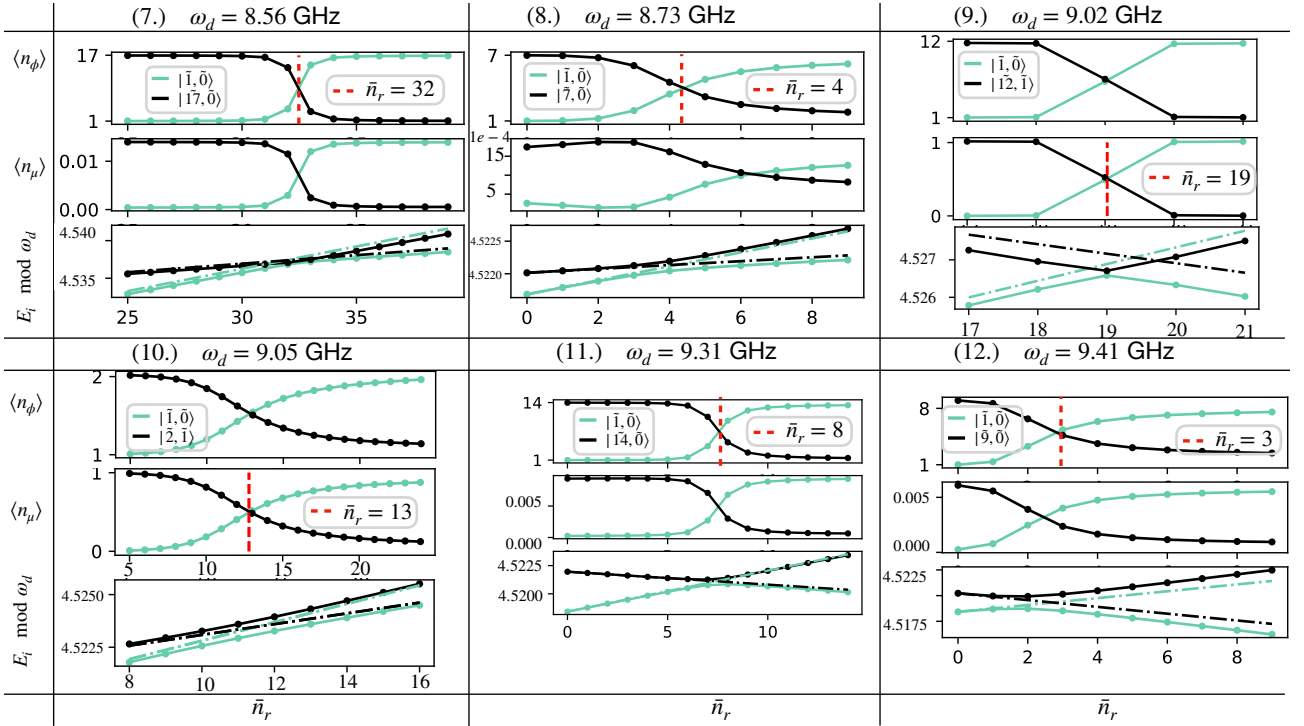 (7.) ω_d = 8.56 GHz
(8.) ω_d = 8.73 GHz
(9.) ω_d = 9.02 GHz
⟨n_ϕ⟩
17
1
|1̃, 0̃⟩
|1̃7, 0̃⟩
n̄_r = 32
7
1
|1̃, 0̃⟩
|7̃, 0̃⟩
n̄_r = 4
12
1
|1̃, 0̃⟩
|1̃2, 1̃⟩
⟨n_μ⟩
0.01
0.00
1e − 4
15
5
1
0
n̄_r = 19
E_i mod ω_d
4.540
4.535
25 30 35
4.5225
4.5220
0 2 4 6 8
4.527
4.526
17 18 19 20 21
(10.) ω_d = 9.05 GHz
(11.) ω_d = 9.31 GHz
(12.) ω_d = 9.41 GHz
⟨n_ϕ⟩
2
1
|1̃, 0̃⟩
|2̃, 1̃⟩
14
1
|1̃, 0̃⟩
|1̃4, 0̃⟩
n̄_r = 8
8
1
|1̃, 0̃⟩
|9̃, 0̃⟩
n̄_r = 3
⟨n_μ⟩
1
0
n̄_r = 13
5 10 15 20
0.005
0.000
0.005
0.000
E_i mod ω_d
4.5250
4.5225
8 10 12 14 16
4.5225
4.5200
0 5 10
4.5225
4.5175
0 2 4 6 8
n̄_r
n̄_r
n̄_r